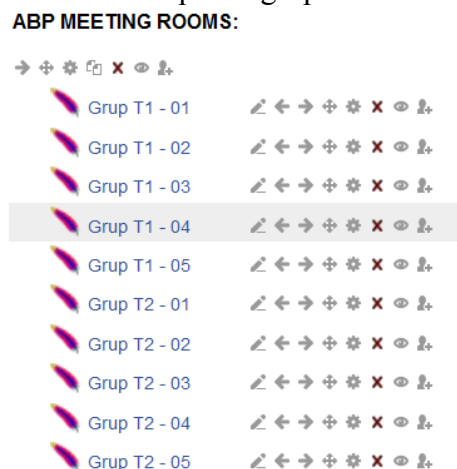 ABP MEETING ROOMS:
Grup T1 - 01
Grup T1 - 02
Grup T1 - 03
Grup T1 - 04
Grup T1 - 05
Grup T2 - 01
Grup T2 - 02
Grup T2 - 03
Grup T2 - 04
Grup T2 - 05